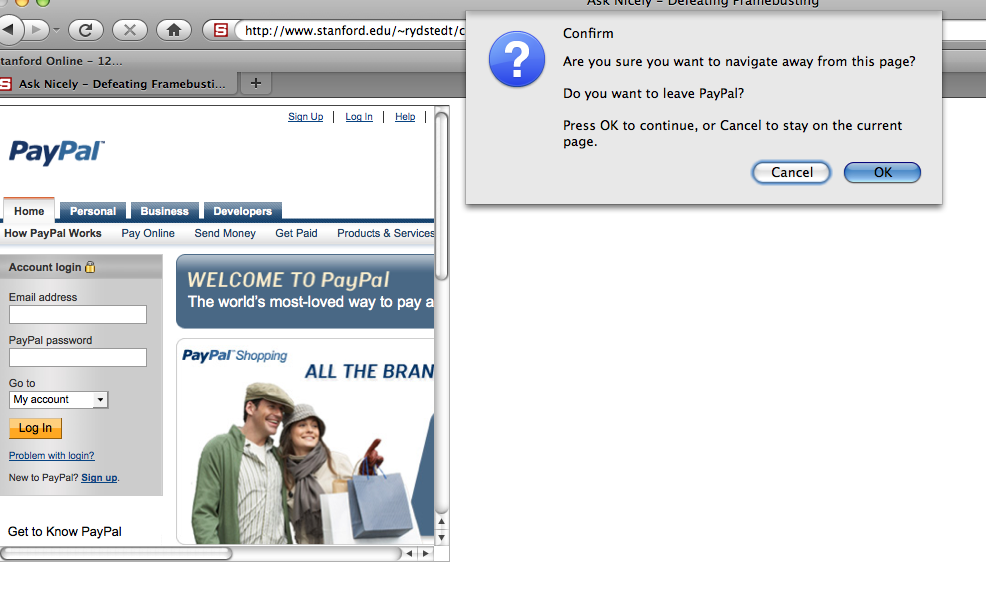 Ask Nicely – Defeating Framebusting
http://www.stanford.edu/~rydstedt/c
tanford Online – 12...
Ask Nicely – Defeating Framebusti...
Confirm
Are you sure you want to navigate away from this page?
Do you want to leave PayPal?
Press OK to continue, or Cancel to stay on the current
page.
Cancel
OK
Sign Up
Log In
Help
PayPal™
Home
Personal
Business
Developers
How PayPal Works
Pay Online
Send Money
Get Paid
Products & Services
Account login
Email address
PayPal password
Go to
My account
Log In
Problem with login?
New to PayPal? Sign up.
WELCOME TO PayPal
The world's most-loved way to pay a
PayPal™ Shopping
ALL THE BRAN
Get to Know PayPal